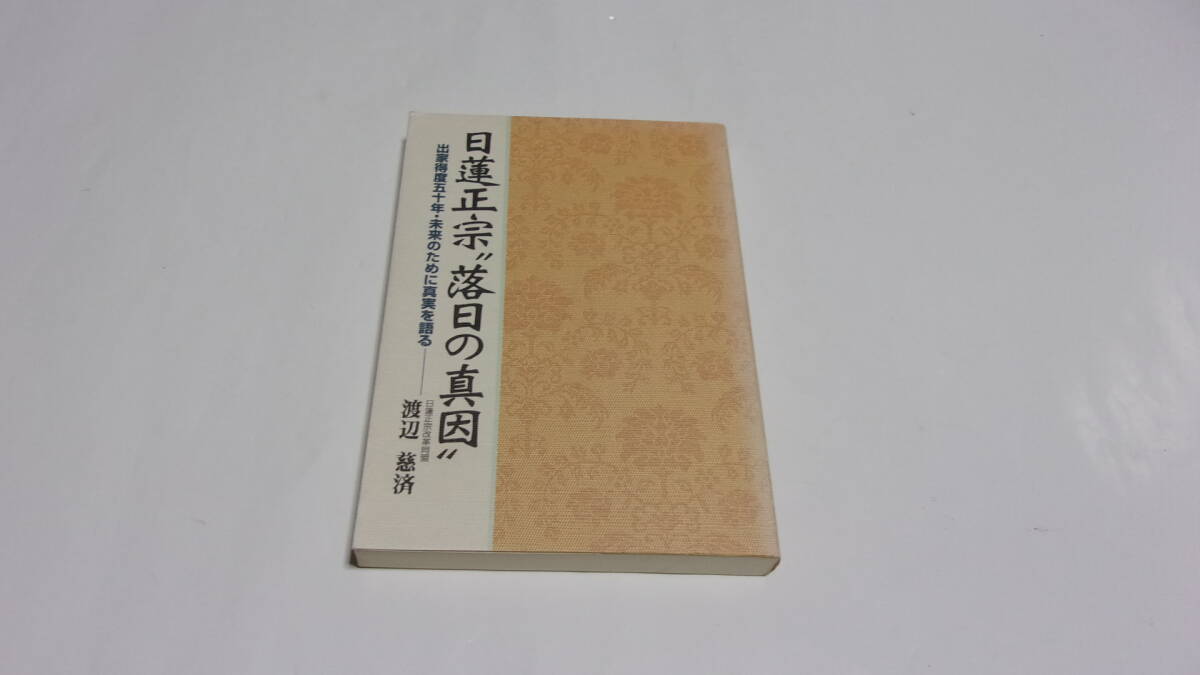 日蓮正宗〝落日の真因〟
出家得度五十年・未来のために真実を語る――
日蓮正宗改革同盟
渡辺 慈済